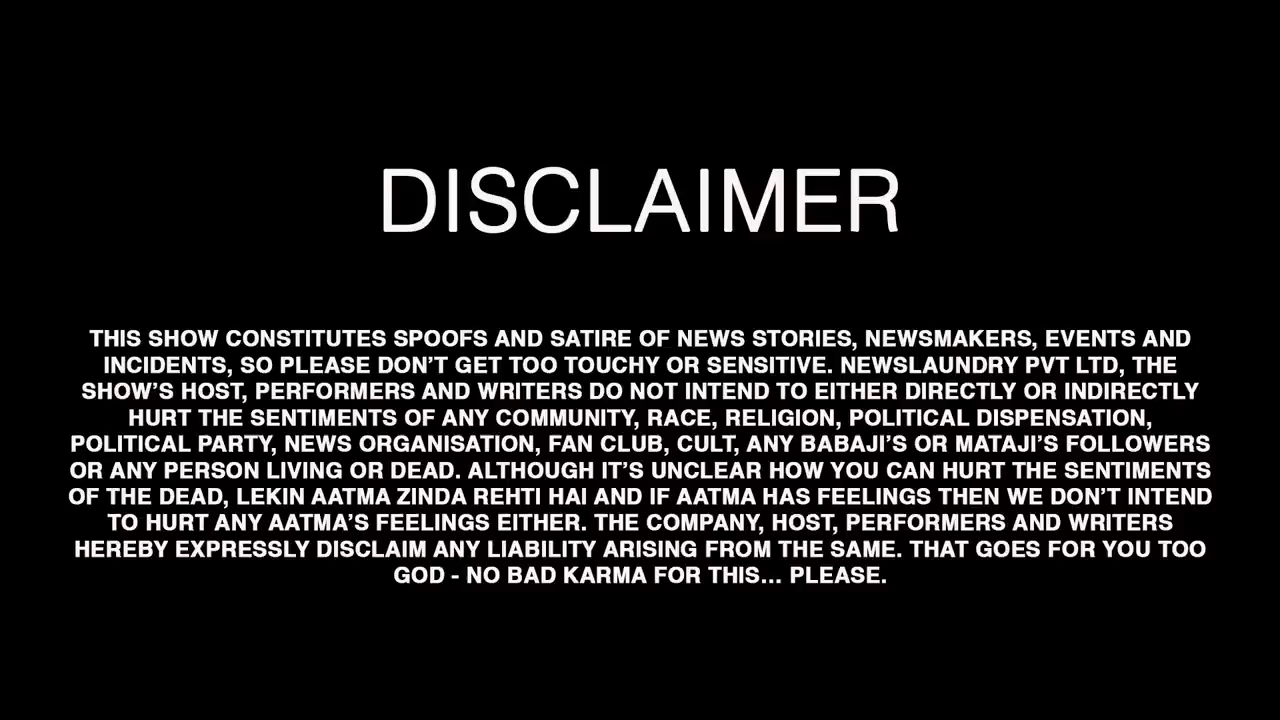 DISCLAIMER
THIS SHOW CONSTITUTES SPOOFS AND SATIRE OF NEWS STORIES, NEWSMAKERS, EVENTS AND
INCIDENTS, SO PLEASE DON'T GET TOO TOUCHY OR SENSITIVE. NEWSLAUNDRY PVT LTD, THE
SHOW'S HOST, PERFORMERS AND WRITERS DO NOT INTEND TO EITHER DIRECTLY OR INDIRECTLY
HURT THE SENTIMENTS OF ANY COMMUNITY, RACE, RELIGION, POLITICAL DISPENSATION,
POLITICAL PARTY, NEWS ORGANISATION, FAN CLUB, CULT, ANY BABAJI'S OR MATAJI'S FOLLOWERS
OR ANY PERSON LIVING OR DEAD. ALTHOUGH IT'S UNCLEAR HOW YOU CAN HURT THE SENTIMENTS
OF THE DEAD, LEKIN AATMA ZINDA REHTI HAI AND IF AATMA HAS FEELINGS THEN WE DON'T INTEND
TO HURT ANY AATMA'S FEELINGS EITHER. THE COMPANY, HOST, PERFORMERS AND WRITERS
HEREBY EXPRESSLY DISCLAIM ANY LIABILITY ARISING FROM THE SAME. THAT GOES FOR YOU TOO
GOD - NO BAD KARMA FOR THIS... PLEASE.